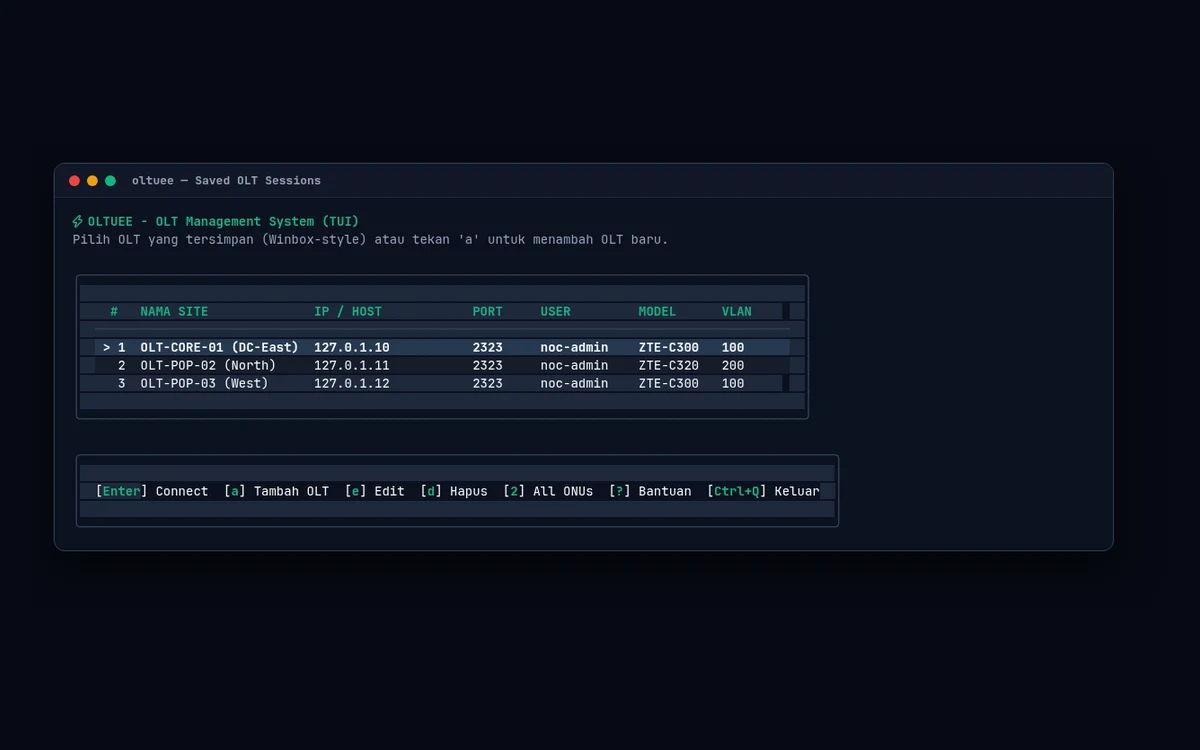 oltuee — Saved OLT Sessions
⚡OLTUEE - OLT Management System (TUI)
Pilih OLT yang tersimpan (Winbox-style) atau tekan 'a' untuk menambah OLT baru.
# NAMA SITE IP / HOST PORT USER MODEL VLAN
> 1 OLT-CORE-01 (DC-East) 127.0.1.10 2323 noc-admin ZTE-C300 100
2 OLT-POP-02 (North) 127.0.1.11 2323 noc-admin ZTE-C320 200
3 OLT-POP-03 (West) 127.0.1.12 2323 noc-admin ZTE-C300 100
[Enter] Connect [a] Tambah OLT [e] Edit [d] Hapus [2] All ONUs [?] Bantuan [Ctrl+Q] Keluar